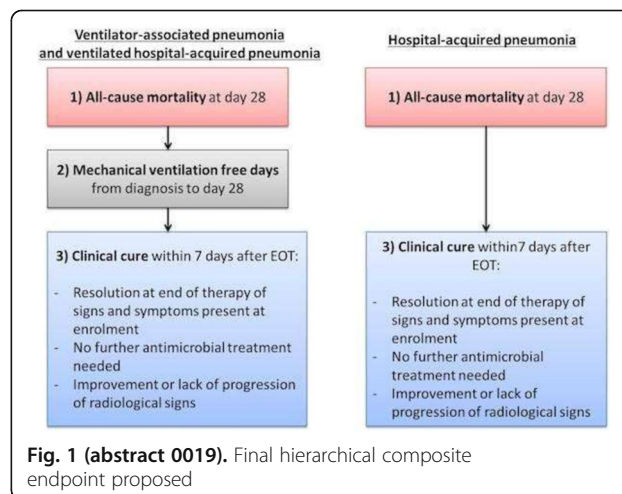 Ventilator-associated pneumonia
and ventilated hospital-acquired pneumonia
1) All-cause mortality at day 28
2) Mechanical ventilation free days
from diagnosis to day 28
3) Clinical cure within 7 days after EOT:
- Resolution at end of therapy of
signs and symptoms present at
enrolment
- No further antimicrobial treatment
needed
- Improvement or lack of progression
of radiological signs
Hospital-acquired pneumonia
1) All-cause mortality at day 28
3) Clinical cure within7 days after
EOT:
- Resolution at end of therapy of
signs and symptoms present at
enrolment
- No further antimicrobial
treatment needed
- Improvement or lack of
progression of radiological signs
Fig. 1 (abstract 0019). Final hierarchical composite
endpoint proposed